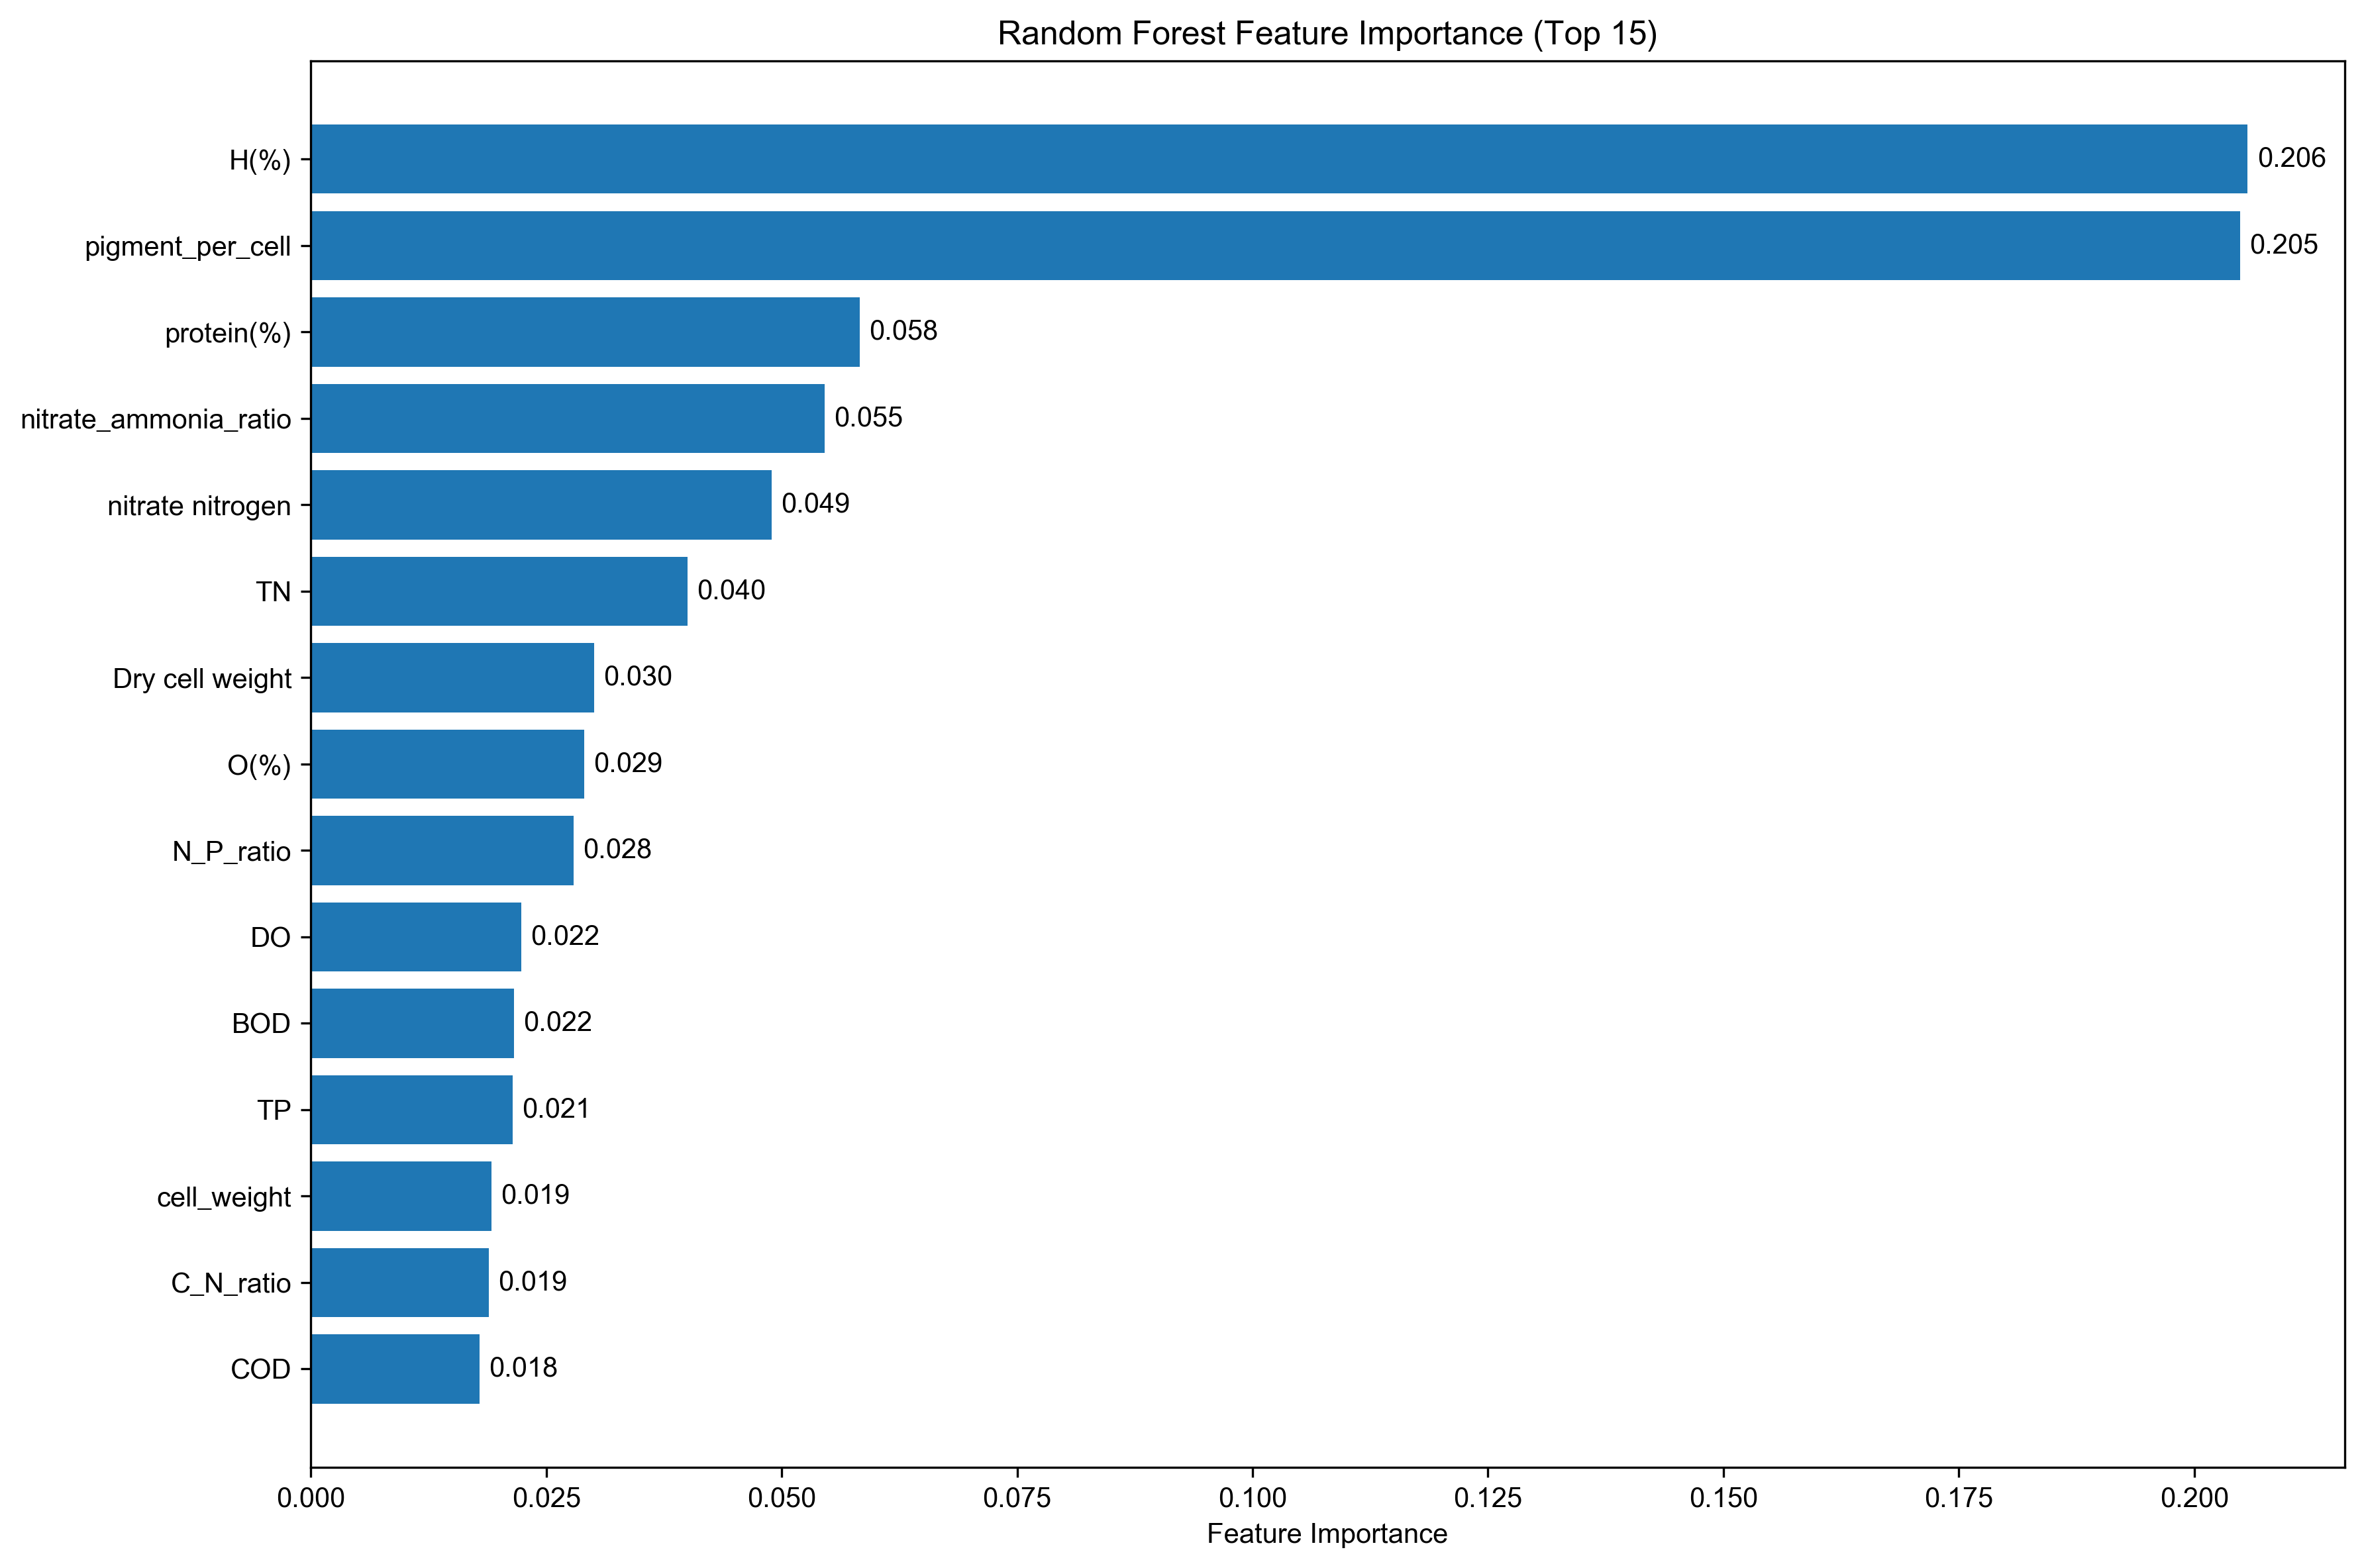 Random Forest Feature Importance (Top 15)
H(%) 0.206
pigment_per_cell 0.205
protein(%) 0.058
nitrate_ammonia_ratio 0.055
nitrate nitrogen 0.049
TN 0.040
Dry cell weight 0.030
O(%) 0.029
N_P_ratio 0.028
DO 0.022
BOD 0.022
TP 0.021
cell_weight 0.019
C_N_ratio 0.019
COD 0.018
0.000 0.025 0.050 0.075 0.100 0.125 0.150 0.175 0.200
Feature Importance